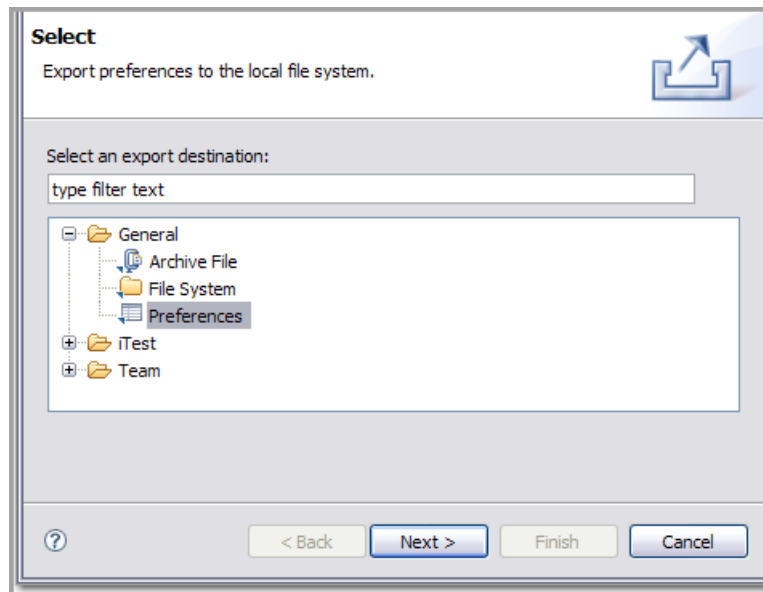 Select
Export preferences to the local file system.
Select an export destination:
type filter text
General
Archive File
File System
Preferences
iTest
Team
? < Back Next > Finish Cancel